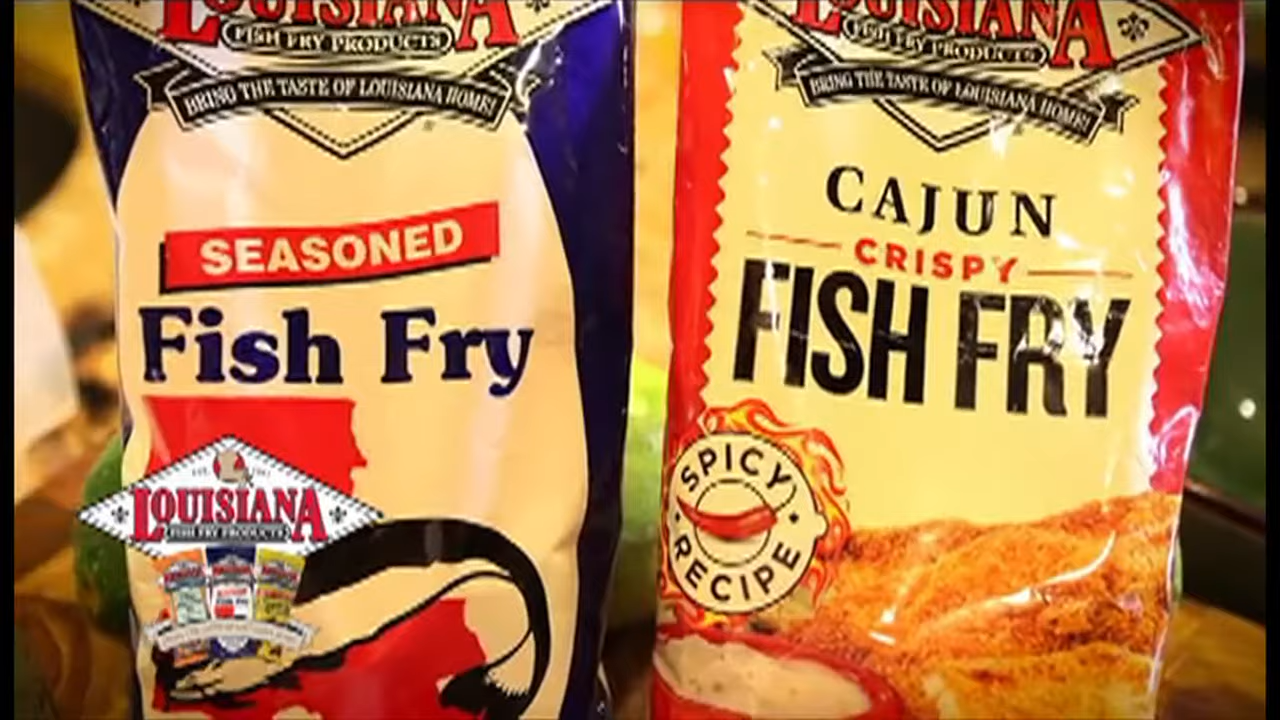 LOUISIANA
FISH FRY PRODUCTS
BRING THE TASTE OF LOUISIANA HOME!
SEASONED
Fish Fry
LOUISIANA
FISH FRY PRODUCTS
LOUISIANA
FISH FRY PRODUCTS
BRING THE TASTE OF LOUISIANA HOME!
CAJUN
CRISPY
FISH FRY
SPICY
RECIPE